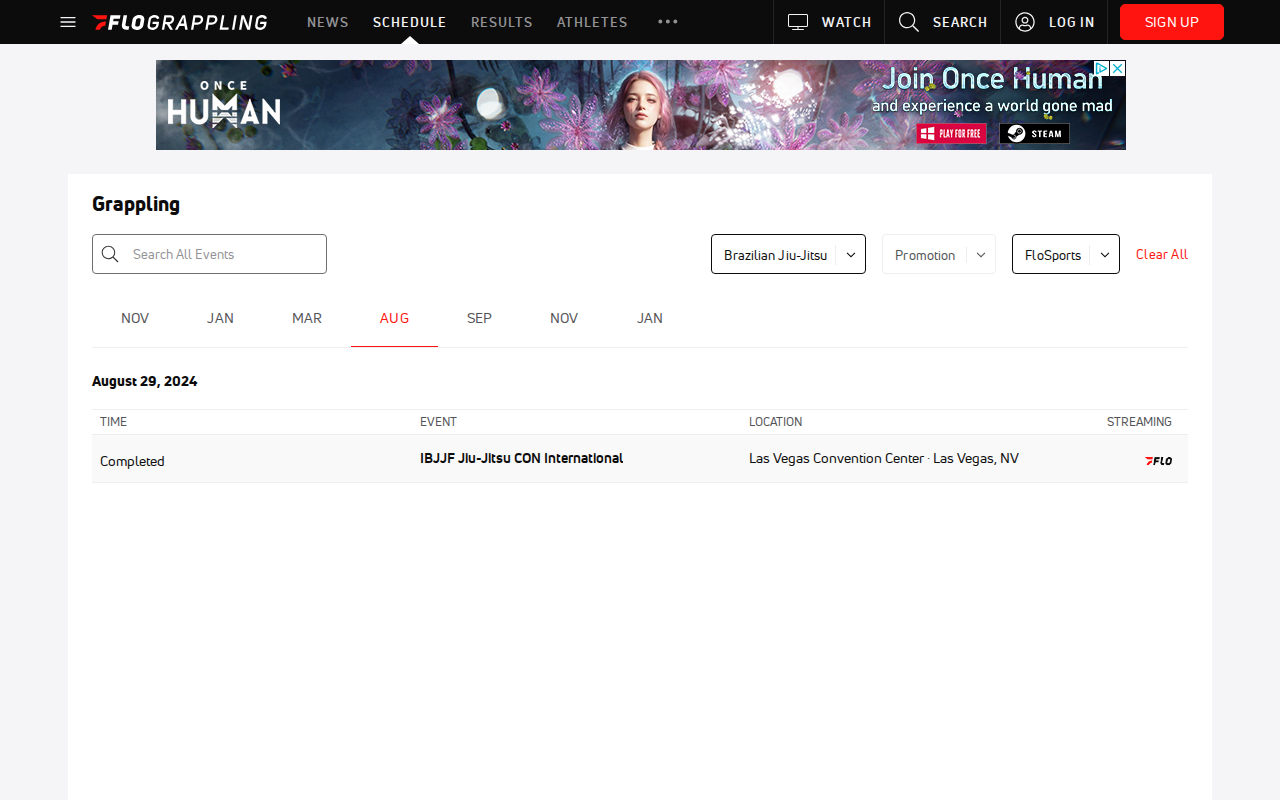 FLOGRAPPLING
NEWS
SCHEDULE
RESULTS
ATHLETES
WATCH
SEARCH
LOG IN
SIGN UP
ONCE
HUMAN
Join Once Human
and experience a world gone mad
PLAY FOR FREE
STEAM
Grappling
Search All Events
Brazilian Jiu-Jitsu
Promotion
FloSports
Clear All
NOV
JAN
MAR
AUG
SEP
NOV
JAN
August 29, 2024
TIME
EVENT
LOCATION
STREAMING
Completed
IBJJF Jiu-Jitsu CON International
Las Vegas Convention Center · Las Vegas, NV
FLO